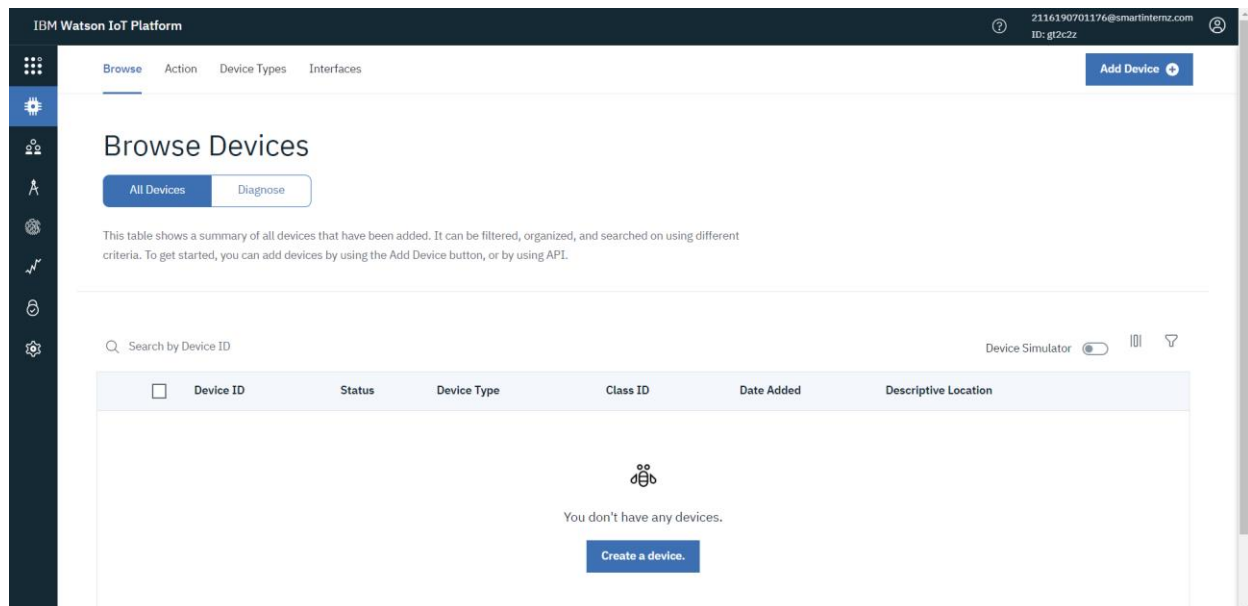 IBM Watson IoT Platform
2116190701176@smartinternz.com
ID: gt2c2z
Browse Action Device Types Interfaces
Add Device
Browse Devices
All Devices Diagnose
This table shows a summary of all devices that have been added. It can be filtered, organized, and searched on using different
criteria. To get started, you can add devices by using the Add Device button, or by using API.
Search by Device ID
Device Simulator
Device ID Status Device Type Class ID Date Added Descriptive Location
You don't have any devices.
Create a device.